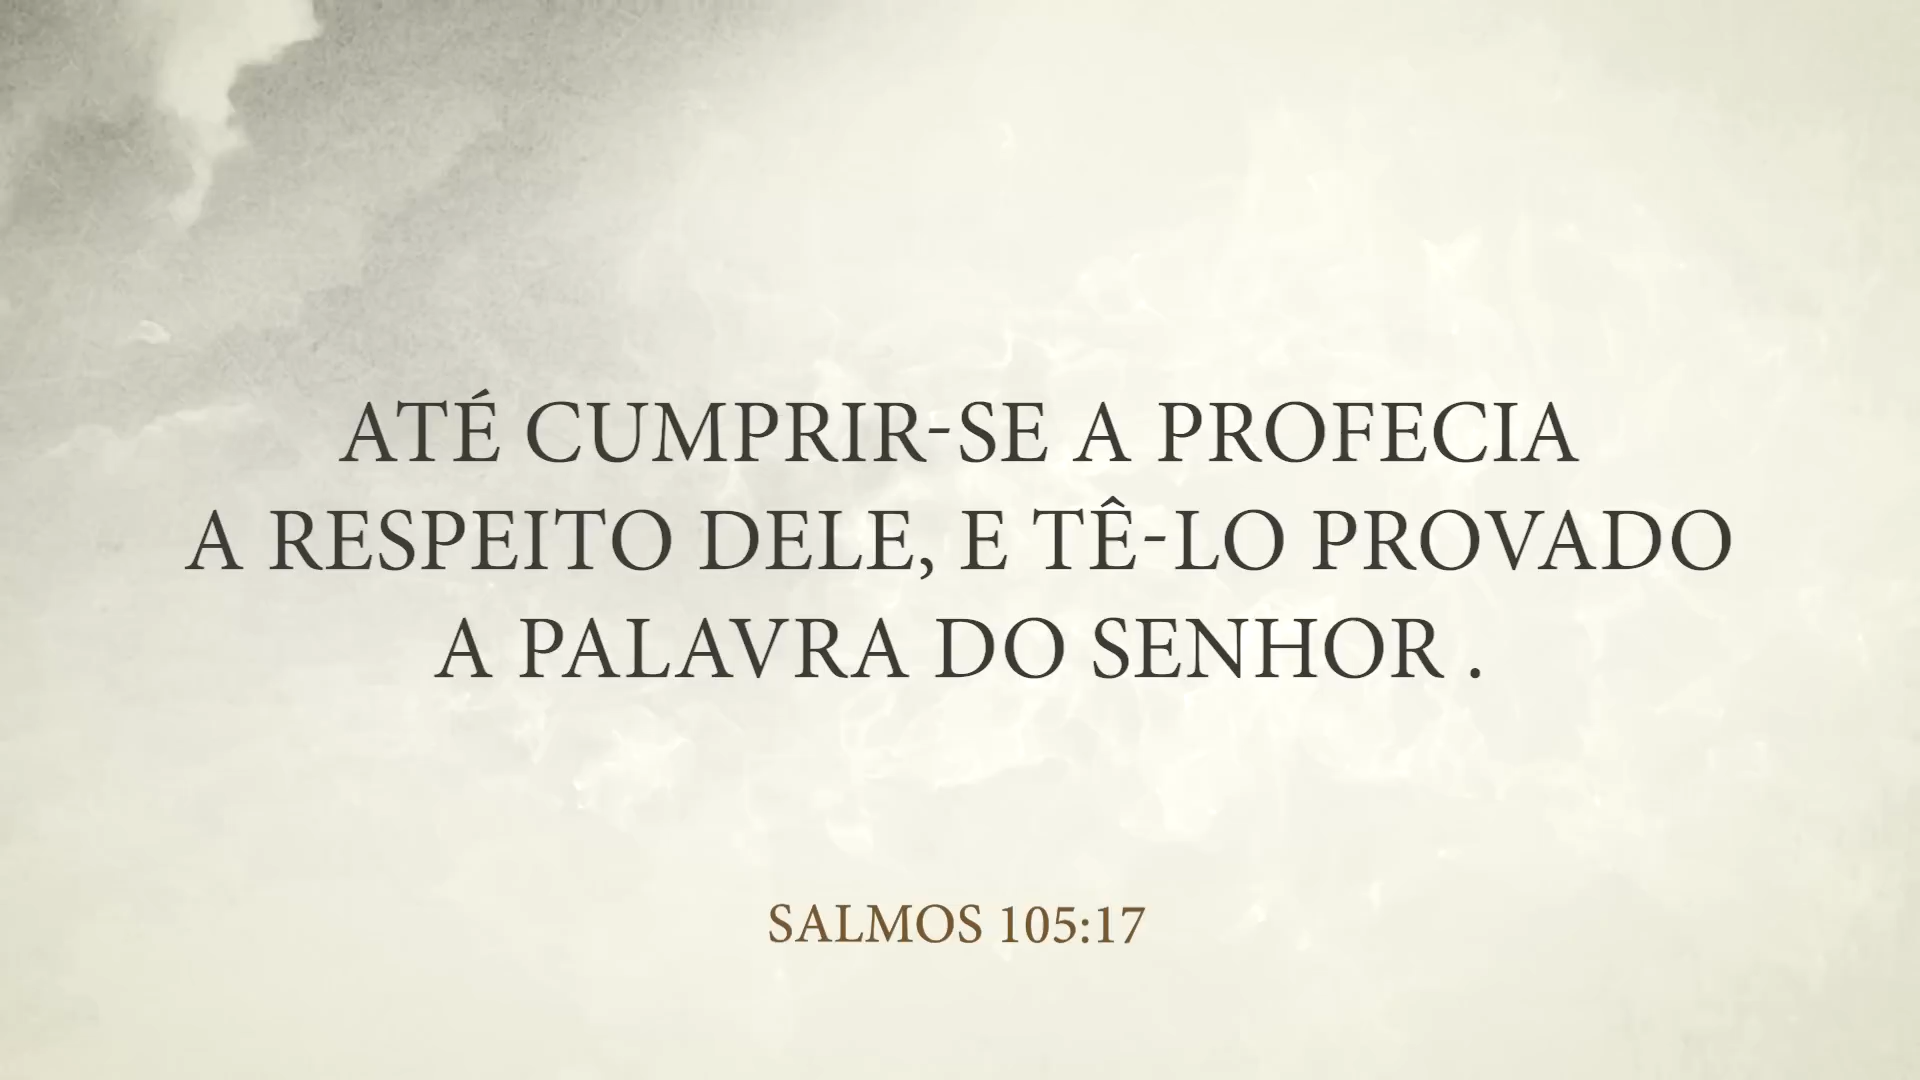 ATÉ CUMPRIR-SE A PROFECIA
A RESPEITO DELE, E TÊ-LO PROVADO
A PALAVRA DO SENHOR .
SALMOS 105:17